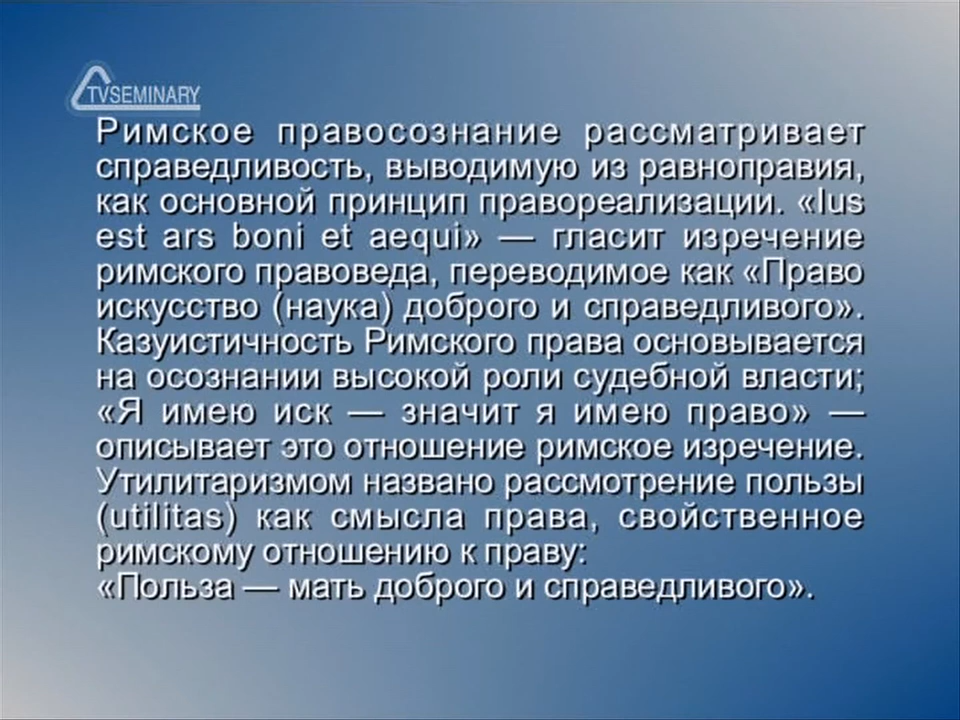 TVSEMINARY
Римское правосознание рассматривает
справедливость, выводимую из равноправия,
как основной принцип правореализации. «Ius
est ars boni et aequi» — гласит изречение
римского правоведа, переводимое как «Право
искусство (наука) доброго и справедливого».
Казуистичность Римского права основывается
на осознании высокой роли судебной власти;
«Я имею иск — значит я имею право» —
описывает это отношение римское изречение.
Утилитаризмом названо рассмотрение пользы
(utilitas) как смысла права, свойственное
римскому отношению к праву:
«Польза — мать доброго и справедливого».